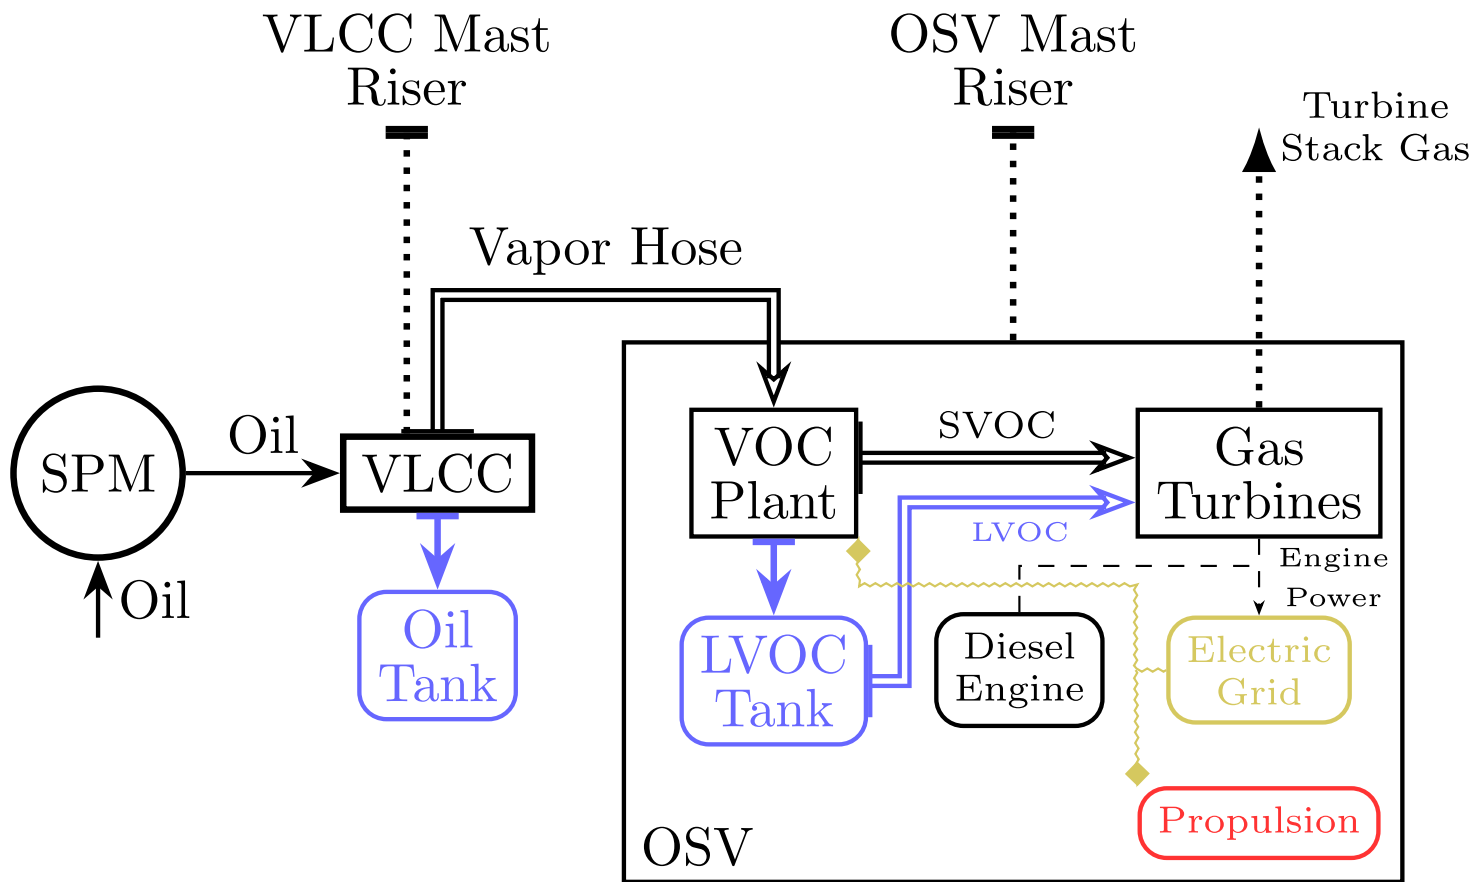 VLCC Mast
Riser
OSV Mast
Riser
Turbine
Stack Gas
Vapor Hose
SPM
Oil
Oil
VLCC
Oil
Tank
VOC
Plant
SVOC
LVOC
Gas
Turbines
Engine
Power
LVOC
Tank
Diesel
Engine
Electric
Grid
Propulsion
OSV